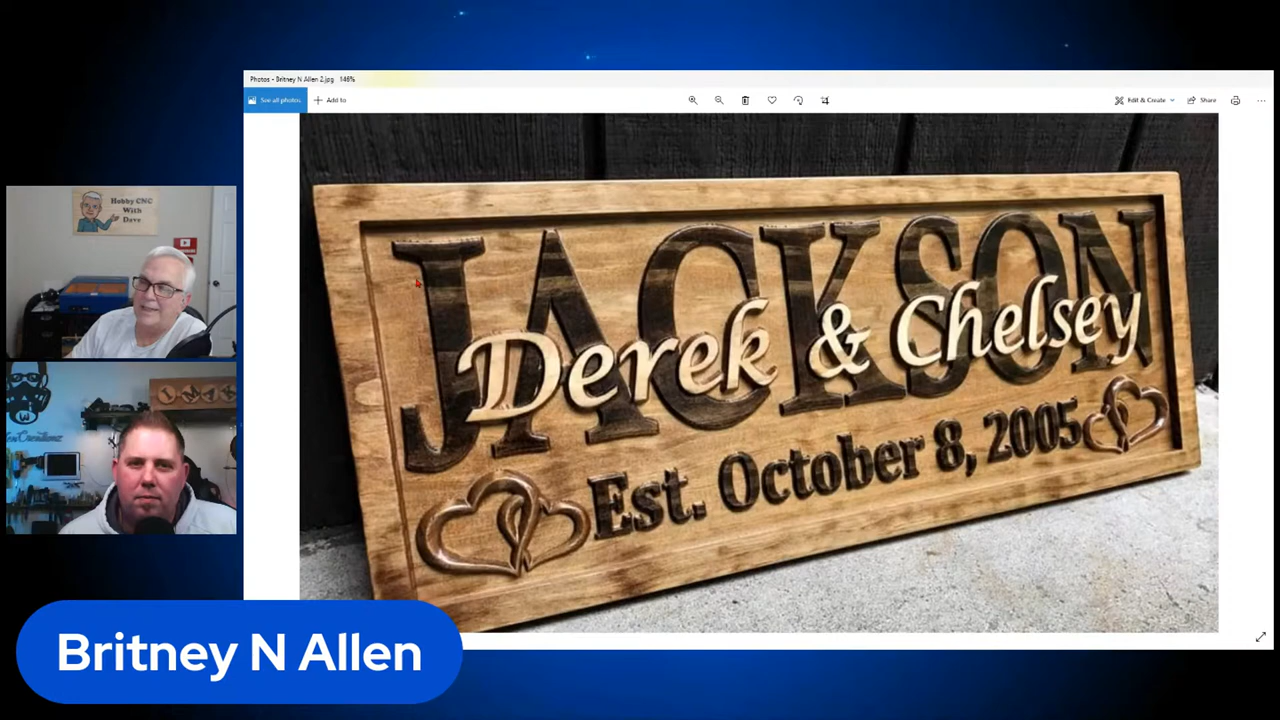 Photos - Britney N Allen 2.jpg 146%
See all photos
Add to
Edit & Create
Share
Hobby CNC
With
Dave
JACKSON
Derek & Chelsey
Est. October 8, 2005
Britney N Allen